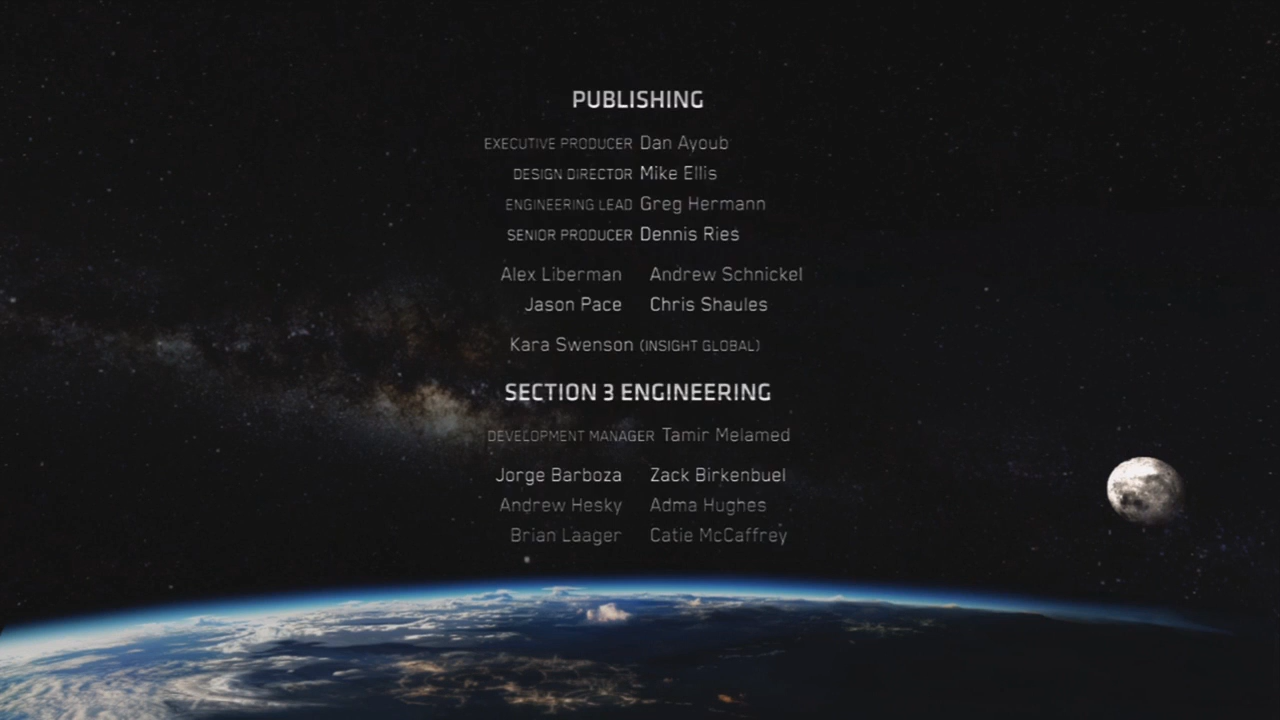 PUBLISHING
EXECUTIVE PRODUCER Dan Ayoub
DESIGN DIRECTOR Mike Ellis
ENGINEERING LEAD Greg Hermann
SENIOR PRODUCER Dennis Ries
Alex Liberman Andrew Schnickel
Jason Pace Chris Shaules
Kara Swenson (INSIGHT GLOBAL)
SECTION 3 ENGINEERING
DEVELOPMENT MANAGER Tamir Melamed
Jorge Barboza Zack Birkenbuel
Andrew Hesky Adma Hughes
Brian Laager Catie McCaffrey